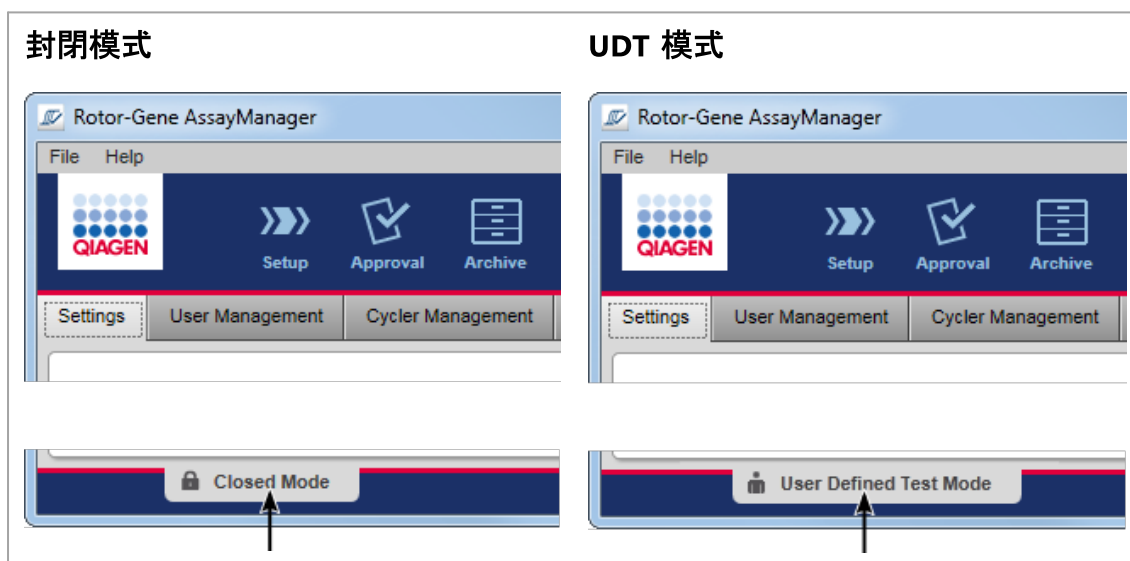 封閉模式
Rotor-Gene AssayManager
File Help
QIAGEN
Setup Approval Archive
Settings User Management Cycler Management
Closed Mode
UDT 模式
Rotor-Gene AssayManager
File Help
QIAGEN
Setup Approval Archive
Settings User Management Cycler Management
User Defined Test Mode